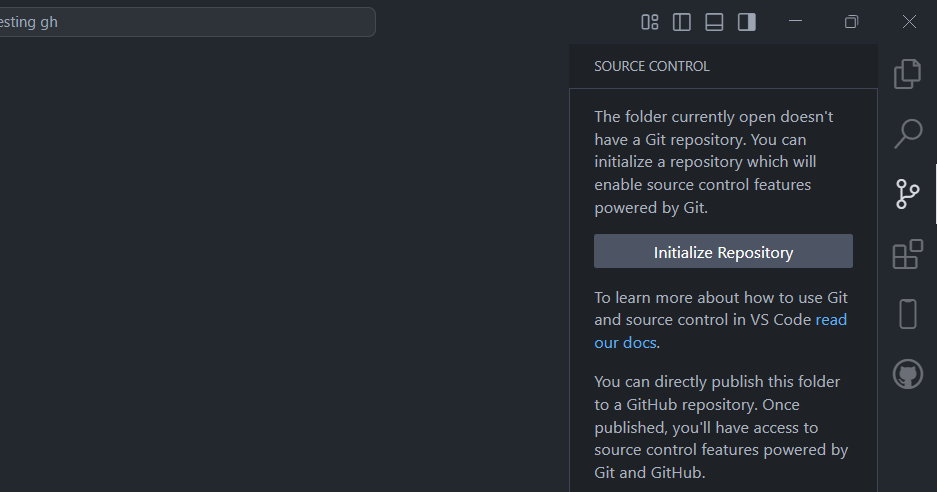 esting gh
SOURCE CONTROL
The folder currently open doesn't
have a Git repository. You can
initialize a repository which will
enable source control features
powered by Git.
Initialize Repository
To learn more about how to use Git
and source control in VS Code read
our docs.
You can directly publish this folder
to a GitHub repository. Once
published, you'll have access to
source control features powered by
Git and GitHub.